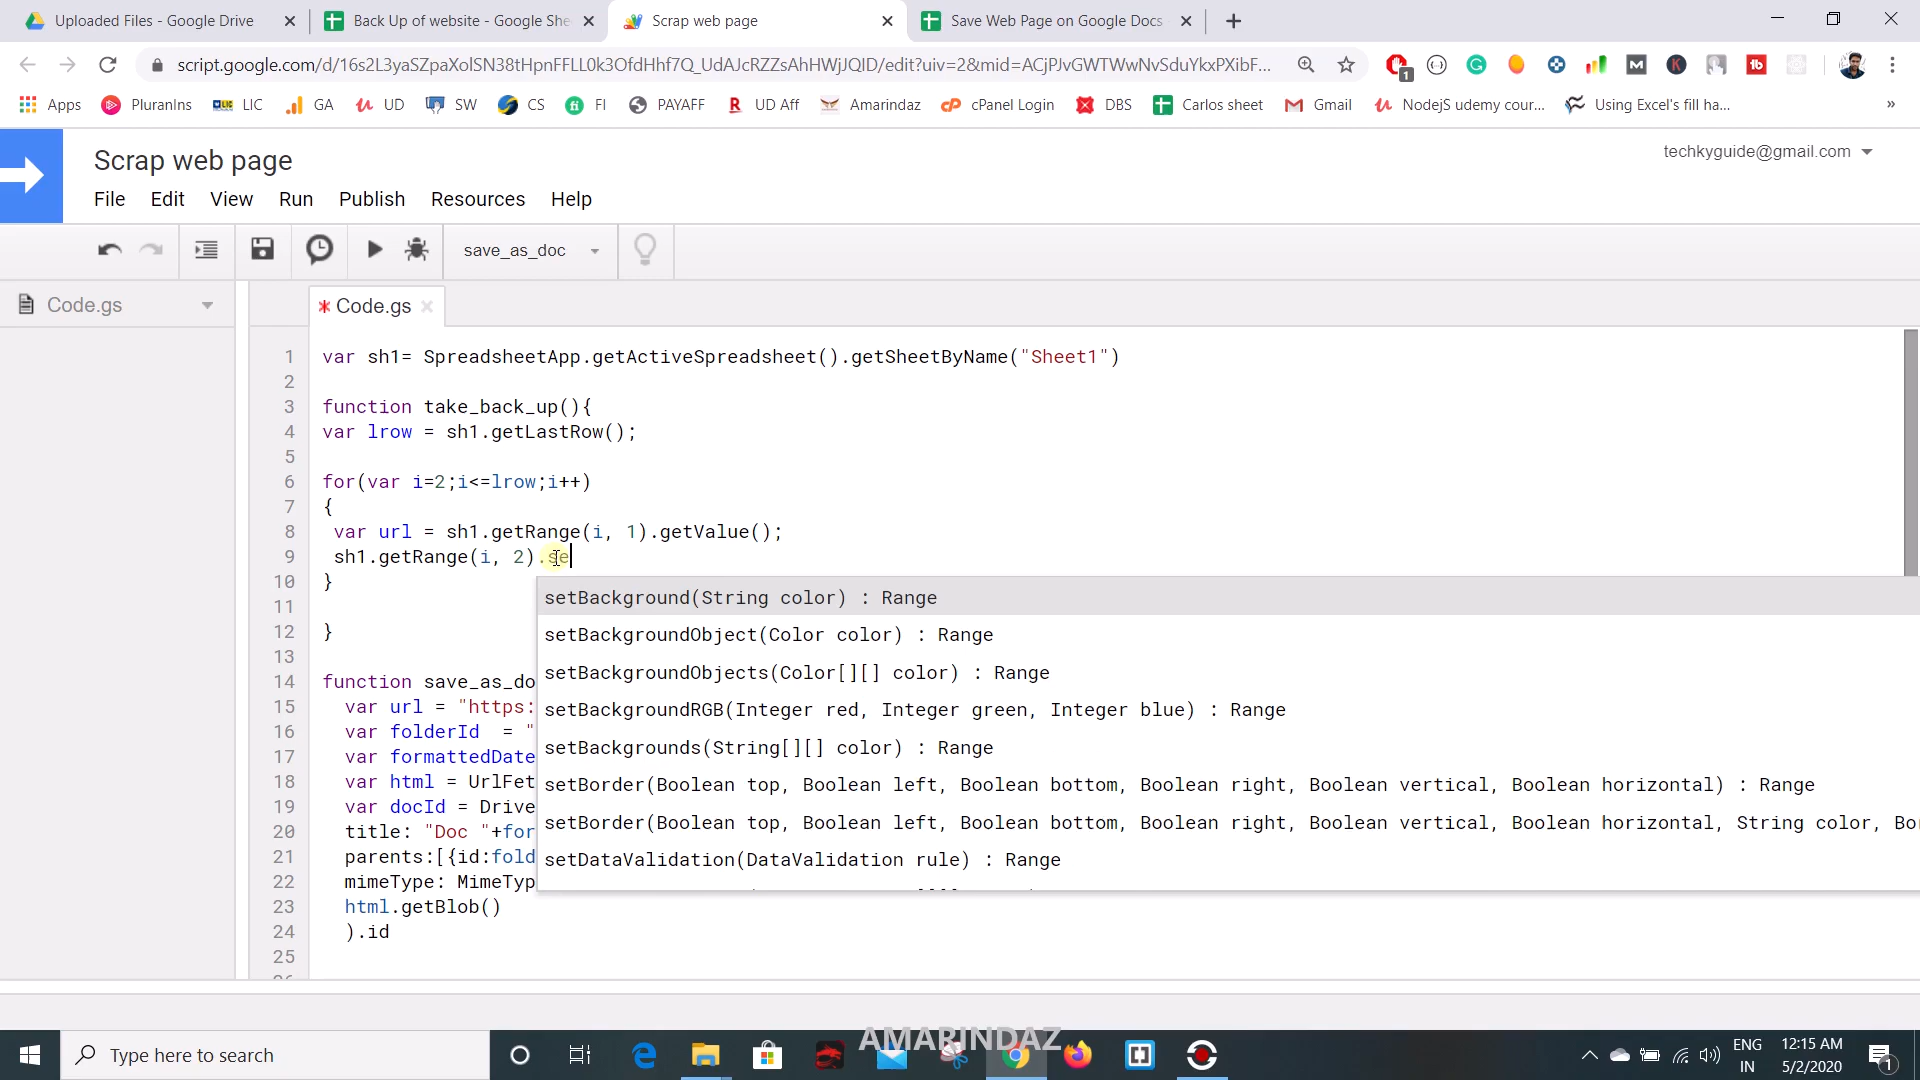 Uploaded Files - Google Drive
Back Up of website - Google She
Scrap web page
Save Web Page on Google Docs
script.google.com/d/16s2L3yaSZpaXolSN38tHpnFFLL0k3OfdHhf7Q_UdAJcRZZsAhHWjJQID/edit?uiv=2&mid=ACjPJvGWTWwNvSduYkxPXibF...
Apps PluranIns LIC GA UD SW CS FI PAYAFF UD Aff Amarindaz cPanel Login DBS Carlos sheet Gmail NodejS udemy cour... Using Excel's fill ha... »
Scrap web page
techkyguide@gmail.com
File Edit View Run Publish Resources Help
save_as_doc
Code.gs
* Code.gs
1 var sh1= SpreadsheetApp.getActiveSpreadsheet().getSheetByName("Sheet1")
2
3 function take_back_up(){
4 var lrow = sh1.getLastRow();
5
6 for(var i=2;i<=lrow;i++)
7 {
8 var url = sh1.getRange(i, 1).getValue();
9 sh1.getRange(i, 2).se
10 }
11
12 }
13
14 function save_as_do
15 var url = "https:
16 var folderId = "
17 var formattedDate
18 var html = UrlFet
19 var docId = Drive
20 title: "Doc "+for
21 parents:[{id:fold
22 mimeType: MimeTyp
23 html.getBlob()
24 ).id
25
setBackground(String color) : Range
setBackgroundObject(Color color) : Range
setBackgroundObjects(Color[][] color) : Range
setBackgroundRGB(Integer red, Integer green, Integer blue) : Range
setBackgrounds(String[][] color) : Range
setBorder(Boolean top, Boolean left, Boolean bottom, Boolean right, Boolean vertical, Boolean horizontal) : Range
setBorder(Boolean top, Boolean left, Boolean bottom, Boolean right, Boolean vertical, Boolean horizontal, String color, Bor
setDataValidation(DataValidation rule) : Range
AMARINDAZ
Type here to search
ENG
IN
12:15 AM
5/2/2020
1